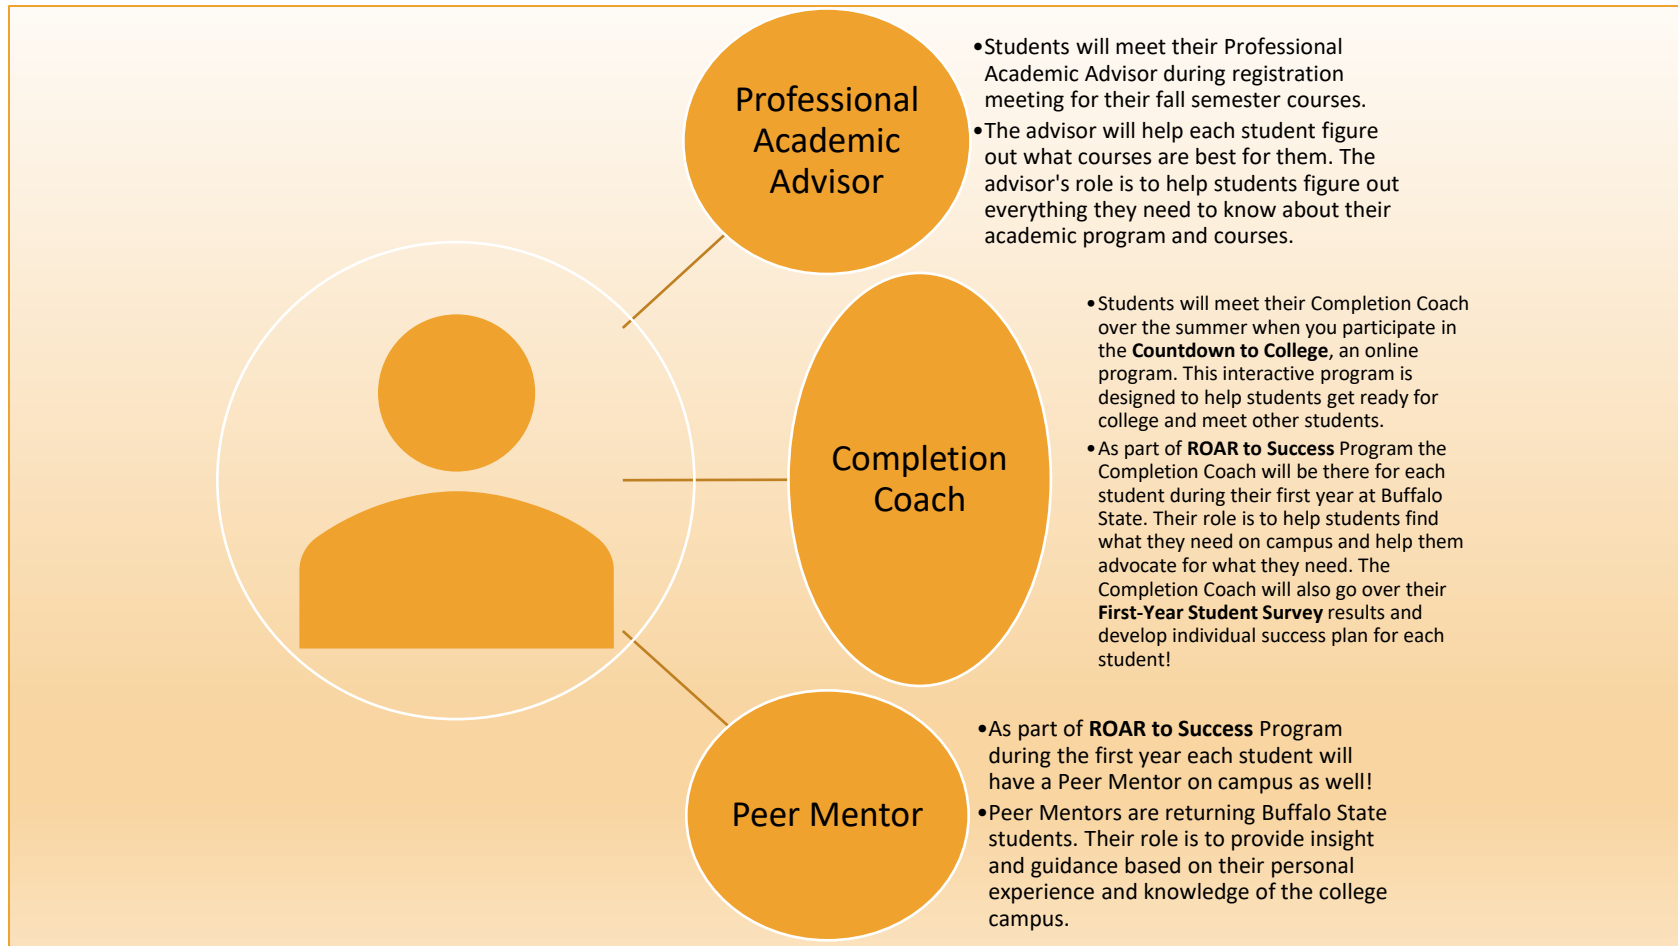 Professional
Academic
Advisor
•Students will meet their Professional
Academic Advisor during registration
meeting for their fall semester courses.
•The advisor will help each student figure
out what courses are best for them. The
advisor's role is to help students figure out
everything they need to know about their
academic program and courses.
Completion
Coach
•Students will meet their Completion Coach
over the summer when you participate in
the Countdown to College, an online
program. This interactive program is
designed to help students get ready for
college and meet other students.
•As part of ROAR to Success Program the
Completion Coach will be there for each
student during their first year at Buffalo
State. Their role is to help students find
what they need on campus and help them
advocate for what they need. The
Completion Coach will also go over their
First-Year Student Survey results and
develop individual success plan for each
student!
Peer Mentor
•As part of ROAR to Success Program
during the first year each student will
have a Peer Mentor on campus as well!
•Peer Mentors are returning Buffalo State
students. Their role is to provide insight
and guidance based on their personal
experience and knowledge of the college
campus.